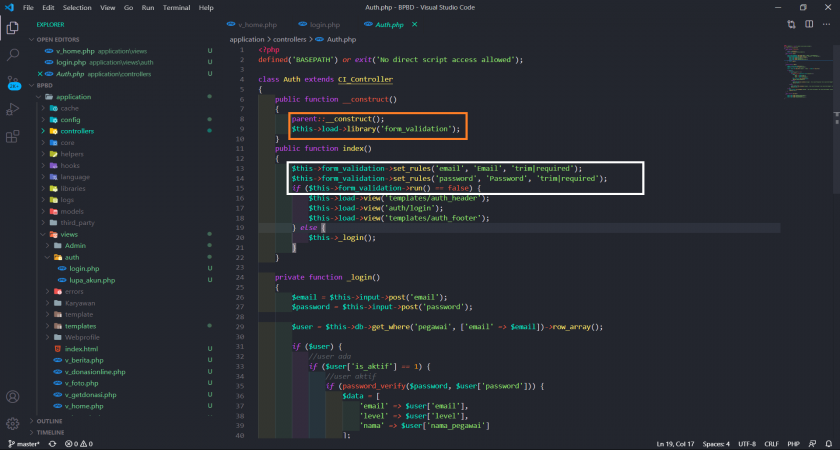 File Edit Selection View Go Run Terminal Help
Auth.php - BPBD - Visual Studio Code
EXPLORER
OPEN EDITORS
v_home.php application\views U
login.php application\views\auth U
Auth.php application\controllers U
BPBD
application
cache
config
controllers
core
helpers
hooks
language
libraries
logs
models
third_party
views
Admin
auth
login.php U
lupa_akun.php U
errors
Karyawan
template
templates
Webprofile
index.html U
v_berita.php U
v_donasionline.php U
v_foto.php U
v_getdonasi.php U
v_home.php U
OUTLINE
TIMELINE
v_home.php login.php Auth.php
application > controllers > Auth.php
1 <?php
2 defined('BASEPATH') or exit('No direct script access allowed');
3
4 class Auth extends CI_Controller
5 {
6 public function __construct()
7 {
8 parent::__construct();
9 $this->load->library('form_validation');
10 }
11 public function index()
12 {
13 $this->form_validation->set_rules('email', 'Email', 'trim|required');
14 $this->form_validation->set_rules('password', 'Password', 'trim|required');
15 if ($this->form_validation->run() == false) {
16 $this->load->view('templates/auth_header');
17 $this->load->view('auth/login');
18 $this->load->view('templates/auth_footer');
19 } else {
20 $this->_login();
21 }
22 }
23
24 private function _login()
25 {
26 $email = $this->input->post('email');
27 $password = $this->input->post('password');
28
29 $user = $this->db->get_where('pegawai', ['email' => $email])->row_array();
30
31 if ($user) {
32 //user ada
33 if ($user['is_aktif'] == 1) {
34 //user aktif
35 if (password_verify($password, $user['password'])) {
36 $data = [
37 'email' => $user['email'],
38 'level' => $user['level'],
39 'nama' => $user['nama_pegawai']
40 ];
master* 0 0 Ln 19, Col 17 Spaces: 4 UTF-8 CRLF PHP